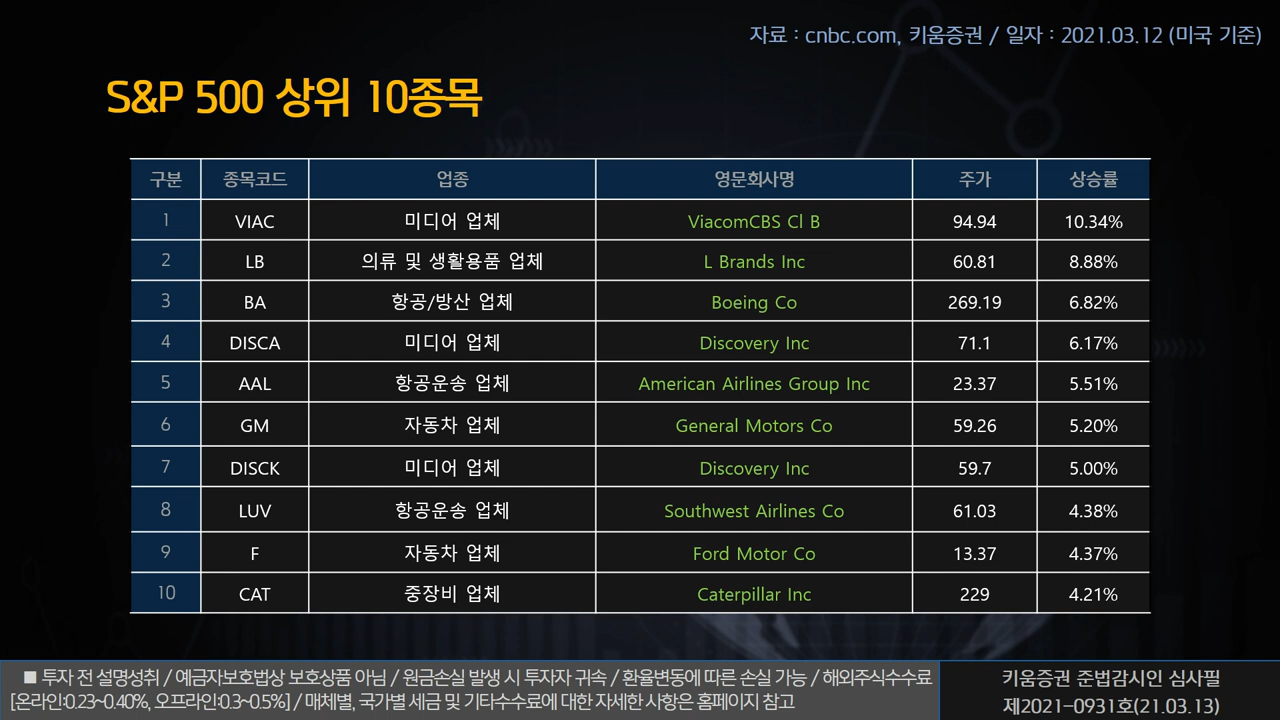 자료 : cnbc.com, 키움증권 / 일자 : 2021.03.12 (미국 기준)
S&P 500 상위 10종목
구분 종목코드 업종 영문회사명 주가 상승률
1 VIAC 미디어 업체 ViacomCBS Cl B 94.94 10.34%
2 LB 의류 및 생활용품 업체 L Brands Inc 60.81 8.88%
3 BA 항공/방산 업체 Boeing Co 269.19 6.82%
4 DISCA 미디어 업체 Discovery Inc 71.1 6.17%
5 AAL 항공운송 업체 American Airlines Group Inc 23.37 5.51%
6 GM 자동차 업체 General Motors Co 59.26 5.20%
7 DISCK 미디어 업체 Discovery Inc 59.7 5.00%
8 LUV 항공운송 업체 Southwest Airlines Co 61.03 4.38%
9 F 자동차 업체 Ford Motor Co 13.37 4.37%
10 CAT 중장비 업체 Caterpillar Inc 229 4.21%
■ 투자 전 설명성취 / 예금자보호법상 보호상품 아님 / 원금손실 발생 시 투자자 귀속 / 환율변동에 따른 손실 가능 / 해외주식수수료
[온라인:0.23~0.40%, 오프라인:0.3~0.5%] / 매체별, 국가별 세금 및 기타수수료에 대한 자세한 사항은 홈페이지 참고
키움증권 준법감시인 심사필
제2021-0931호(21.03.13)